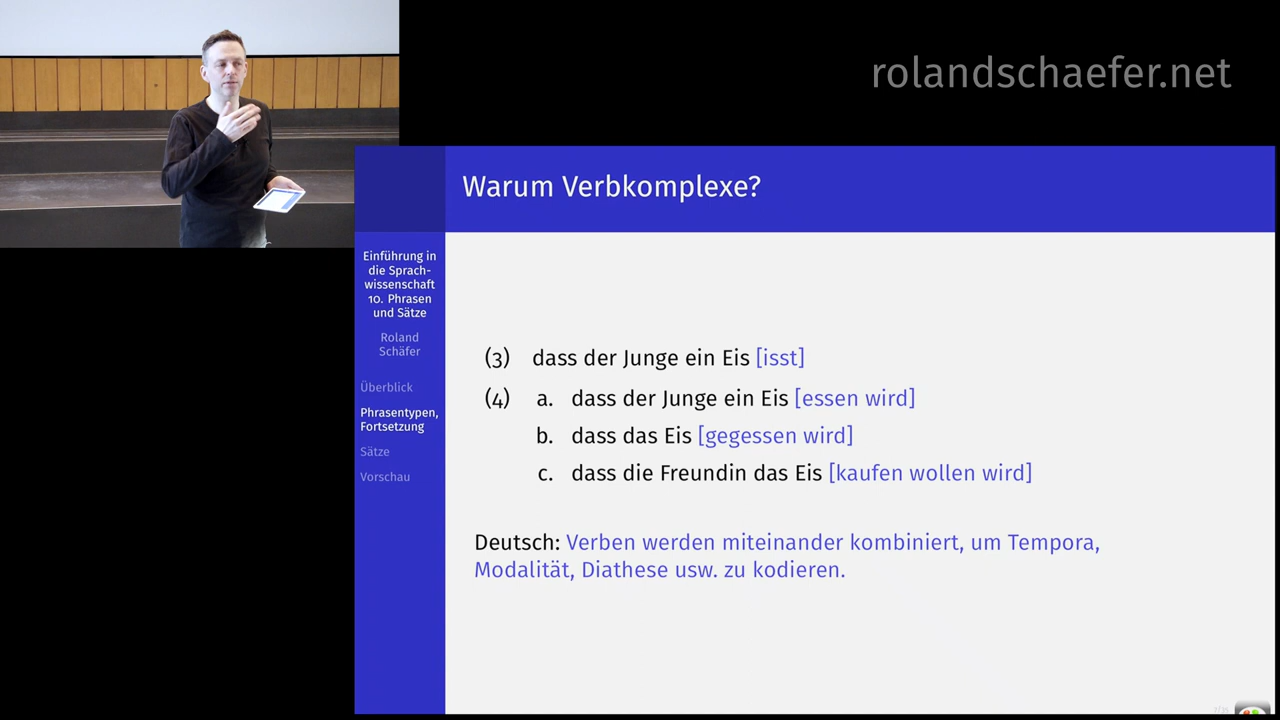 rolandschaefer.net
Warum Verbkomplexe?
Einführung in
die Sprach-
wissenschaft
10. Phrasen
und Sätze
Roland
Schäfer
Überblick
Phrasentypen,
Fortsetzung
Sätze
Vorschau
(3) dass der Junge ein Eis [isst]
(4) a. dass der Junge ein Eis [essen wird]
b. dass das Eis [gegessen wird]
c. dass die Freundin das Eis [kaufen wollen wird]
Deutsch: Verben werden miteinander kombiniert, um Tempora,
Modalität, Diathese usw. zu kodieren.